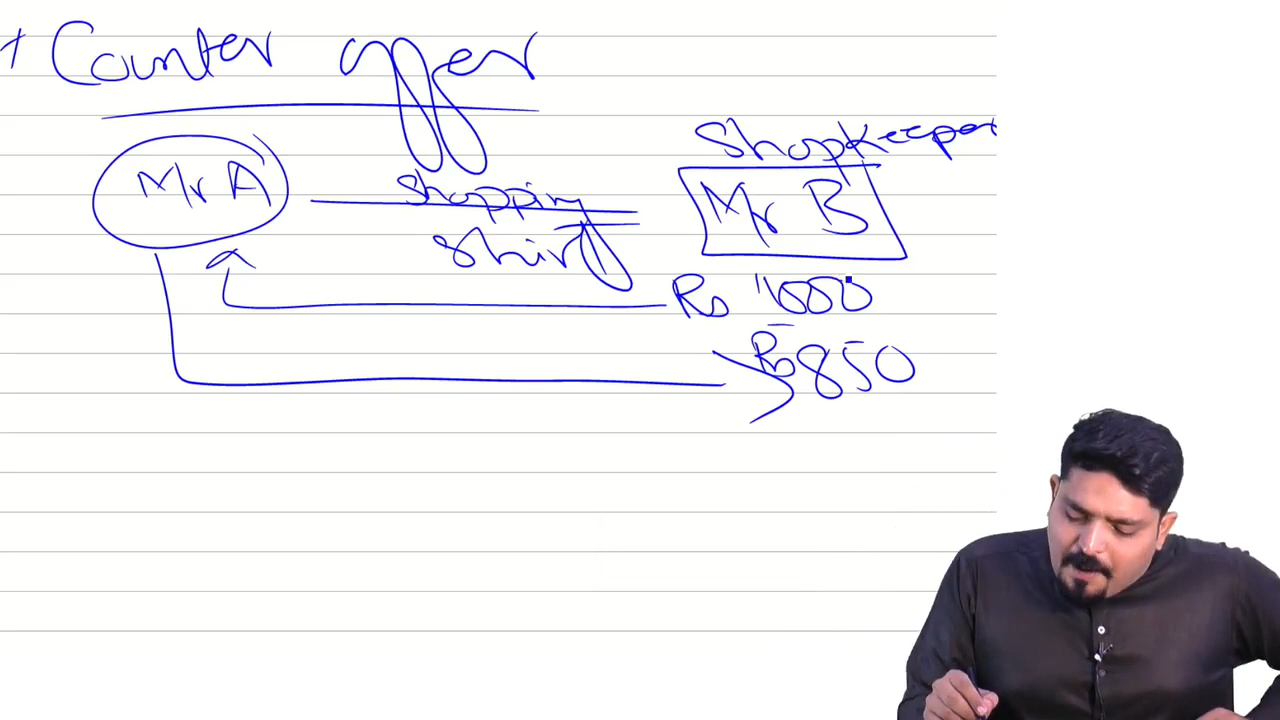 Counter offer
Shopkeeper
Mr A
Shopping
Mr B
Shirt
Rs 1000
Rs 850